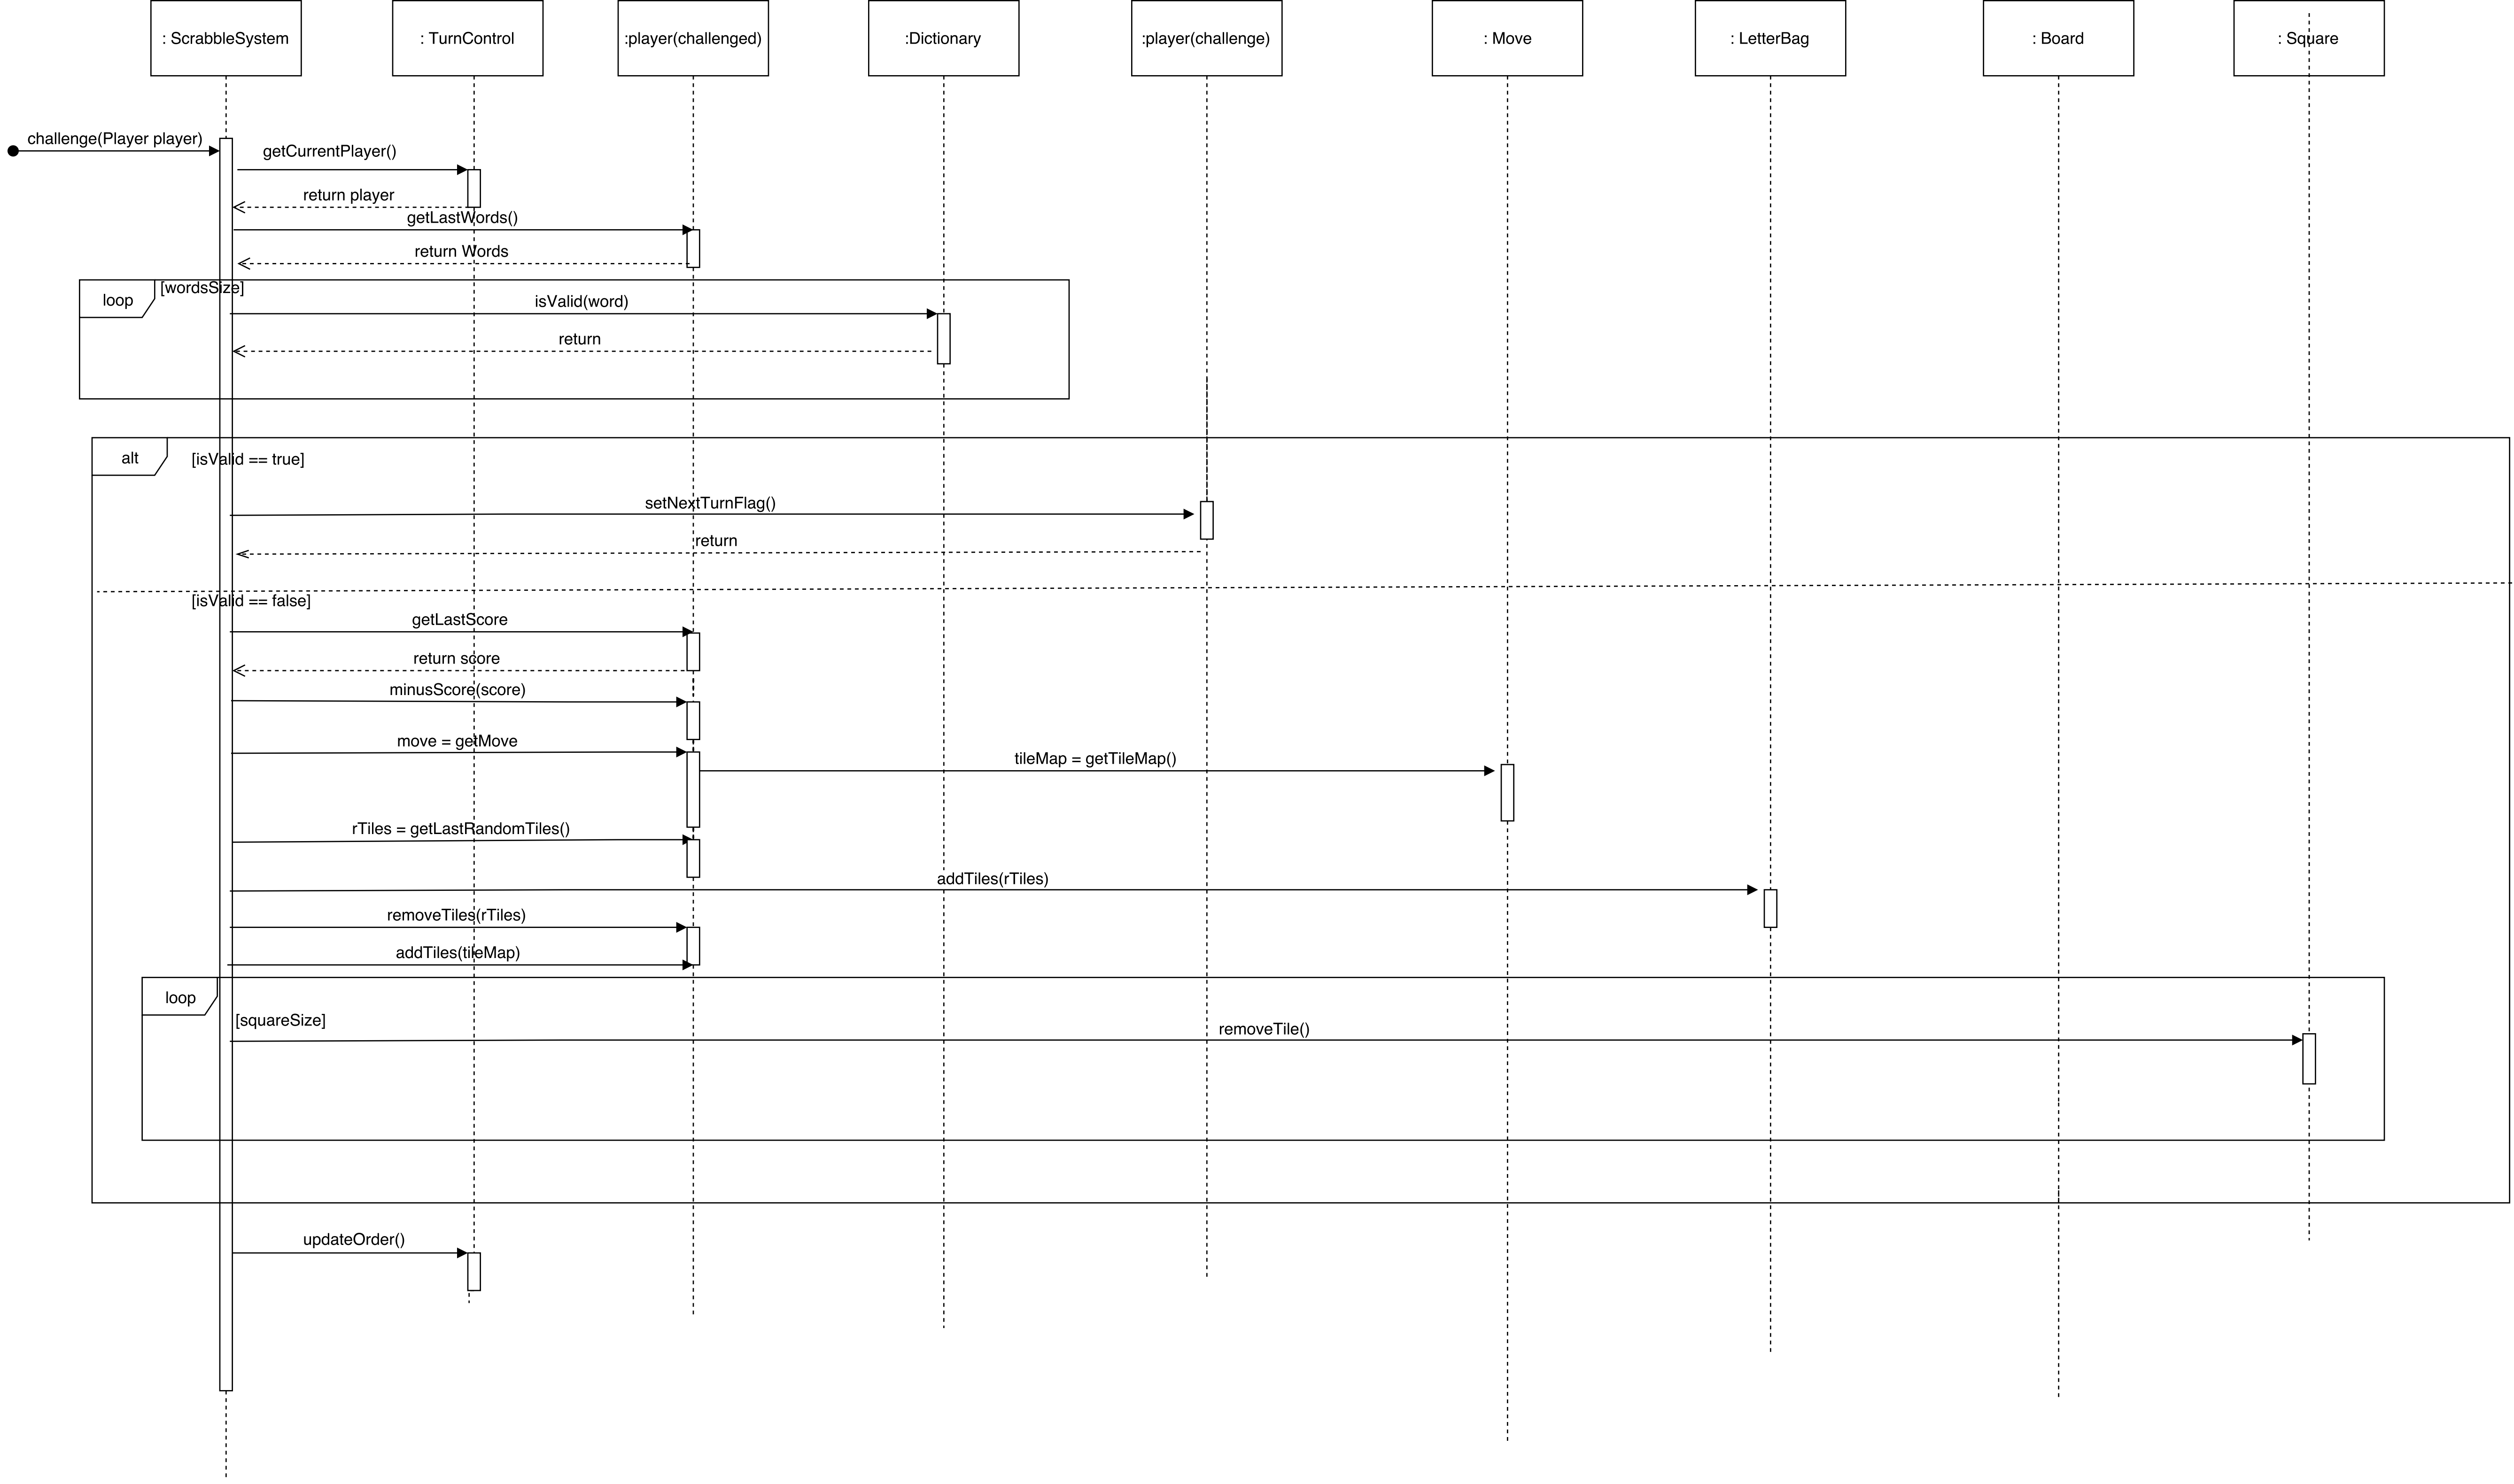 : ScrabbleSystem
: TurnControl
:player(challenged)
:Dictionary
:player(challenge)
: Move
: LetterBag
: Board
: Square
challenge(Player player)
getCurrentPlayer()
return player
getLastWords()
return Words
loop
[wordsSize]
isValid(word)
return
alt
[isValid == true]
setNextTurnFlag()
return
[isValid == false]
getLastScore
return score
minusScore(score)
move = getMove
tileMap = getTileMap()
rTiles = getLastRandomTiles()
addTiles(rTiles)
removeTiles(rTiles)
addTiles(tileMap)
loop
[squareSize]
removeTile()
updateOrder()